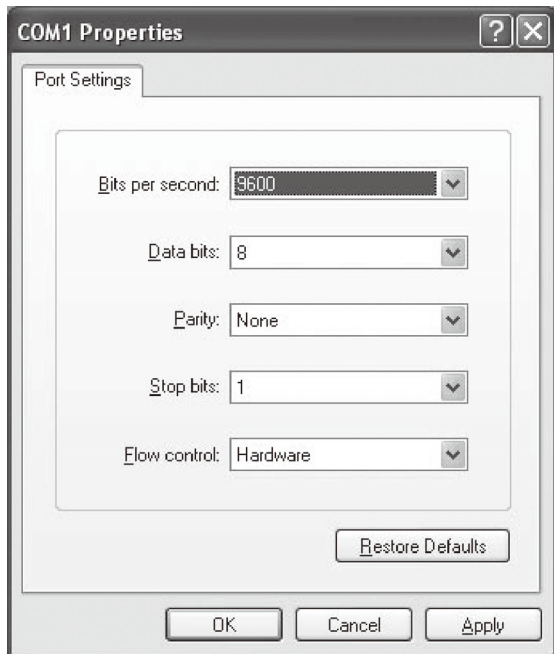 COM1 Properties
Port Settings
Bits per second: 9600
Data bits: 8
Parity: None
Stop bits: 1
Flow control: Hardware
Restore Defaults
OK Cancel Apply